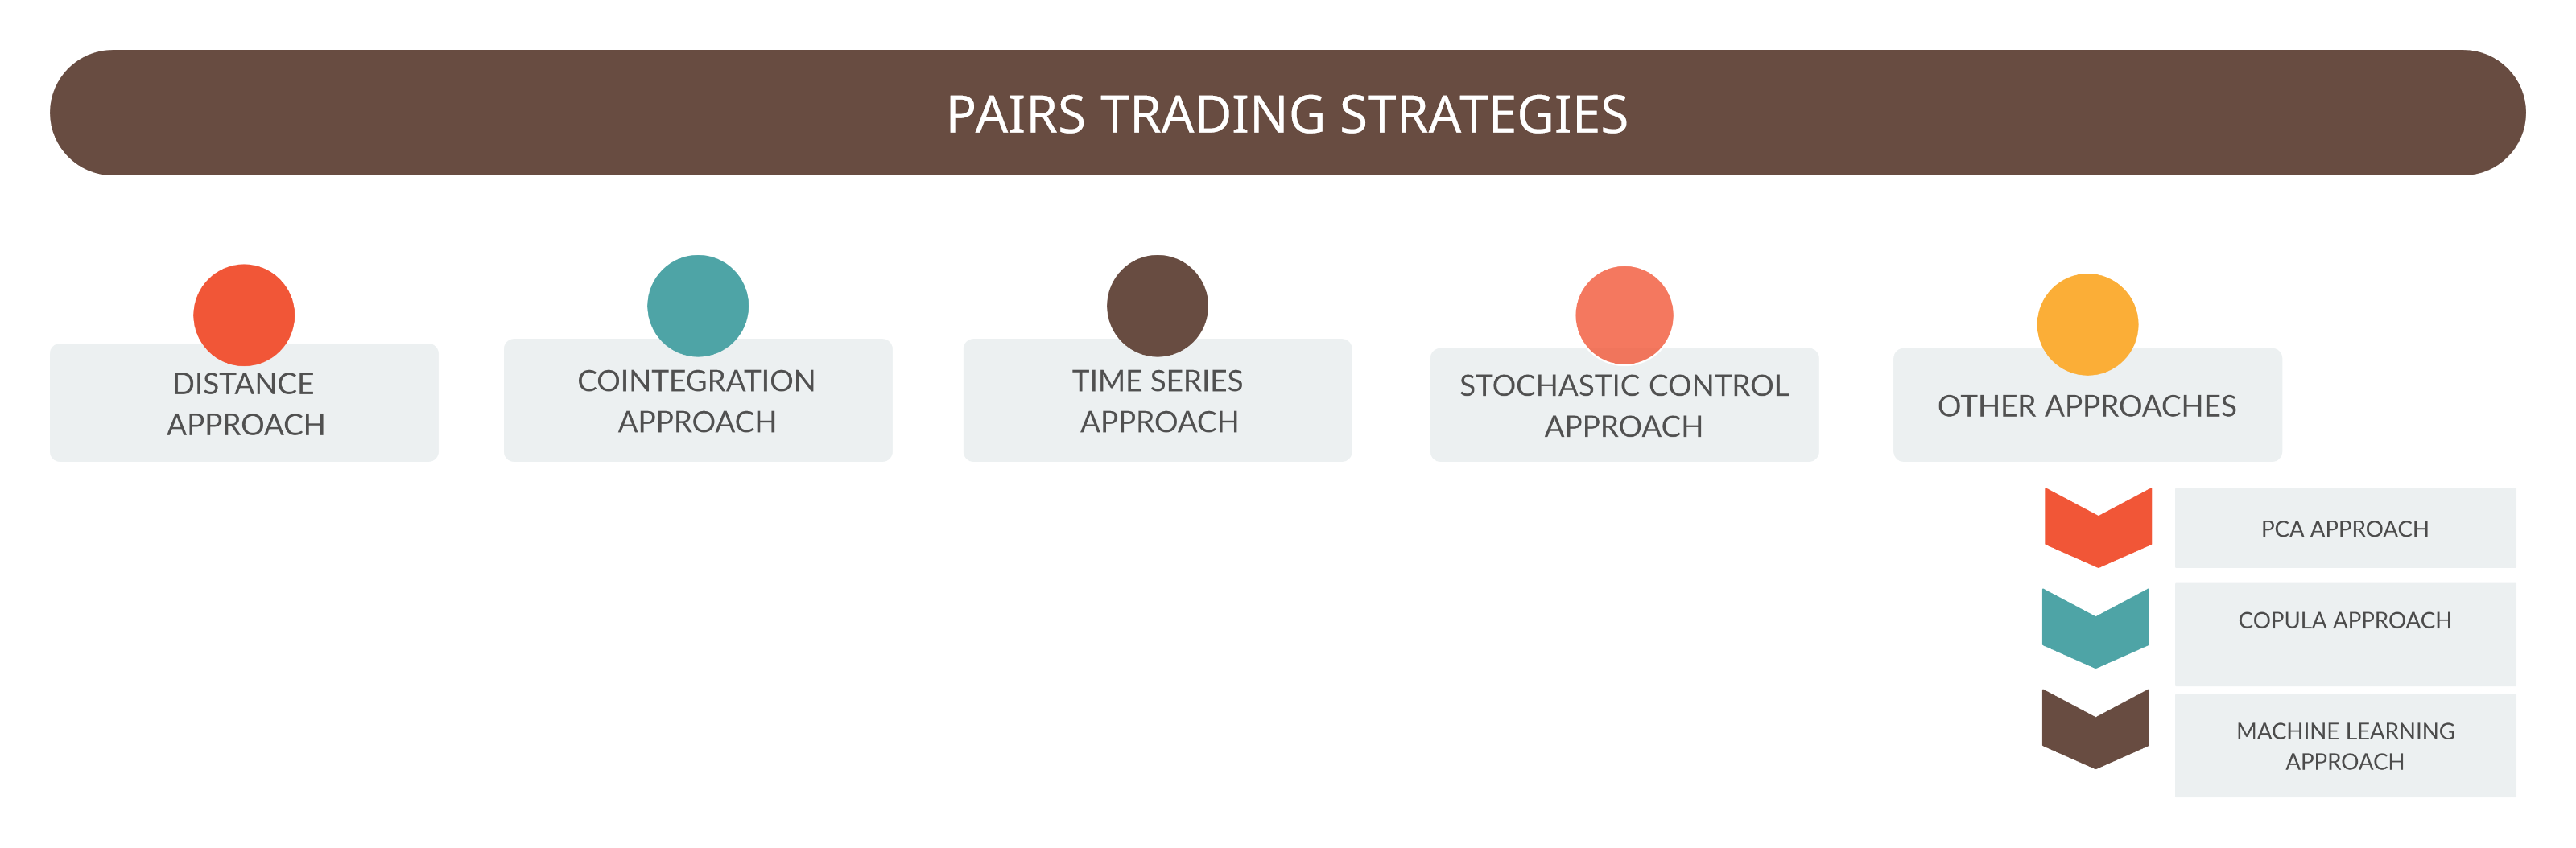 PAIRS TRADING STRATEGIES
DISTANCE
APPROACH
COINTEGRATION
APPROACH
TIME SERIES
APPROACH
STOCHASTIC CONTROL
APPROACH
OTHER APPROACHES
PCA APPROACH
COPULA APPROACH
MACHINE LEARNING
APPROACH